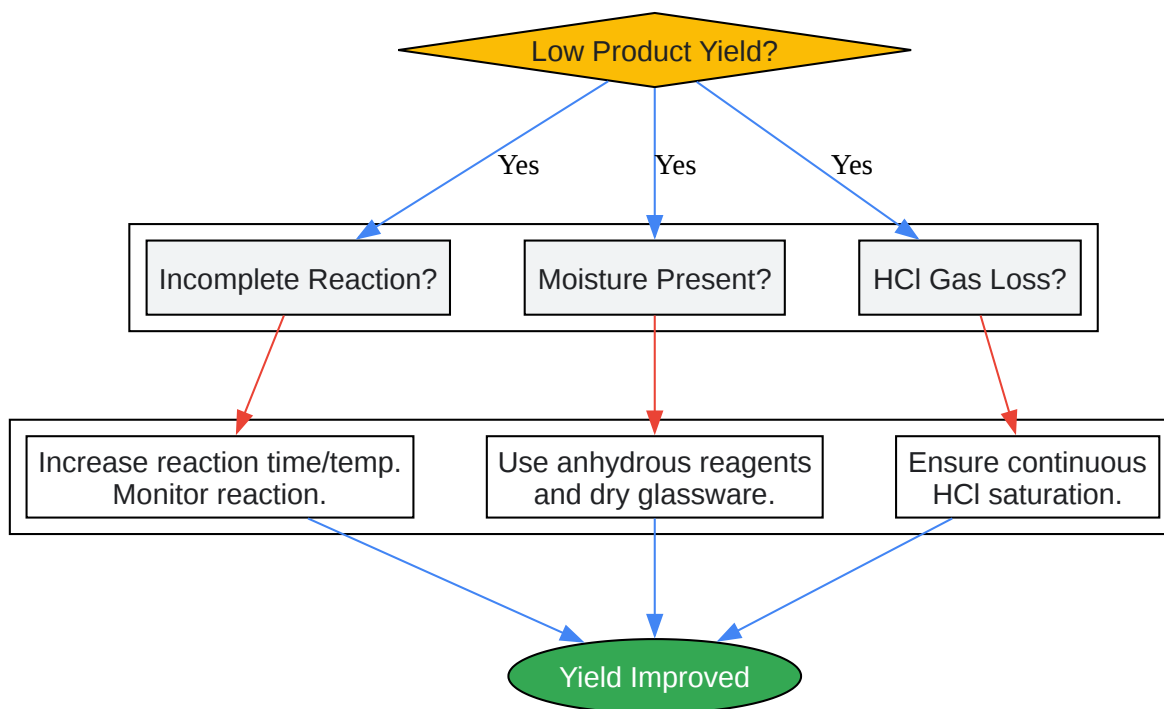 Low Product Yield?
Yes
Yes
Yes
Incomplete Reaction?
Moisture Present?
HCl Gas Loss?
Increase reaction time/temp.
Monitor reaction.
Use anhydrous reagents
and dry glassware.
Ensure continuous
HCl saturation.
Yield Improved